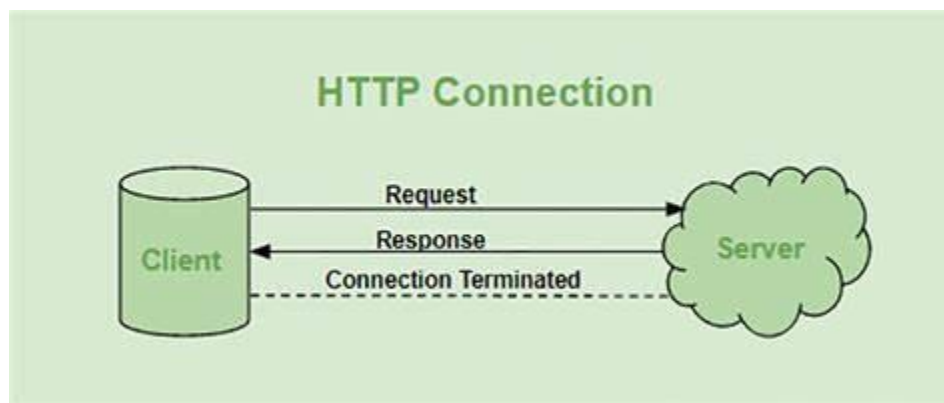 HTTP Connection
Request
Response
Client
Server
Connection Terminated